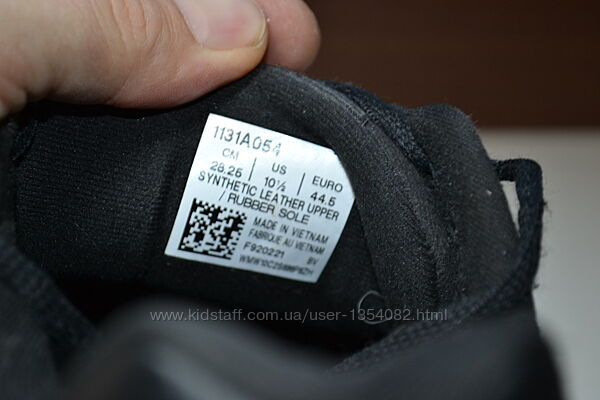 1131A054
CM US EURO
28.25 10½ 44.5
SYNTHETIC LEATHER UPPER
/ RUBBER SOLE
MADE IN VIETNAM
FABRIQUE AU VIETNAM
F920221 BV
www.kidstaff.com.ua/user-1354082.html